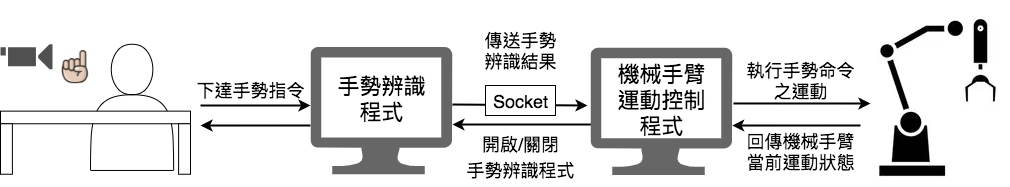 下達手勢指令
手勢辨識
程式
傳送手勢
辨識結果
Socket
開啟/關閉
手勢辨識程式
機械手臂
運動控制
程式
執行手勢命令
之運動
回傳機械手臂
當前運動狀態